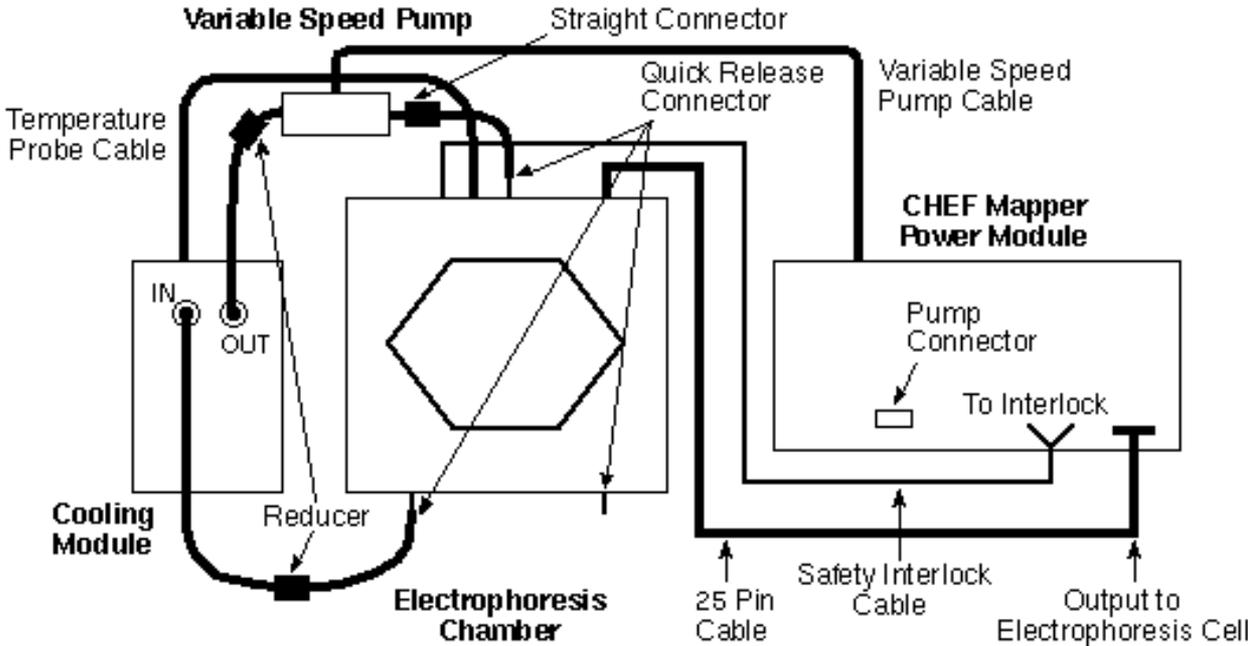 Variable Speed Pump
Straight Connector
Quick Release
Connector
Variable Speed
Pump Cable
Temperature
Probe Cable
CHEF Mapper
Power Module
IN
OUT
Pump
Connector
To Interlock
Cooling
Module
Reducer
Electrophoresis
Chamber
25 Pin
Cable
Safety Interlock
Cable
Output to
Electrophoresis Cell